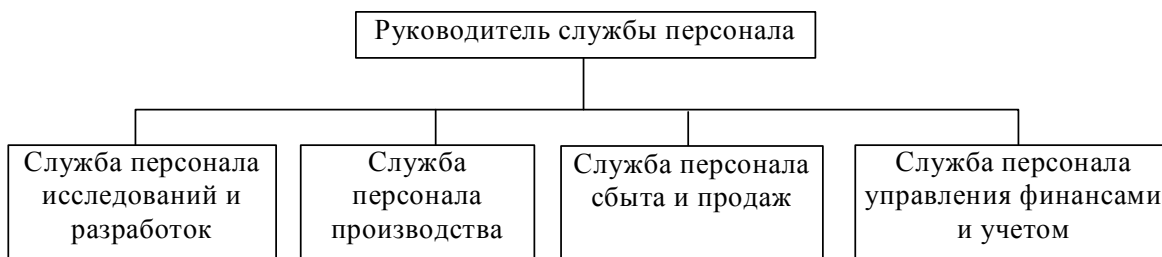 Руководитель службы персонала
Служба персонала
исследований и
разработок
Служба
персонала
производства
Служба персонала
сбыта и продаж
Служба персонала
управления финансами
и учетом